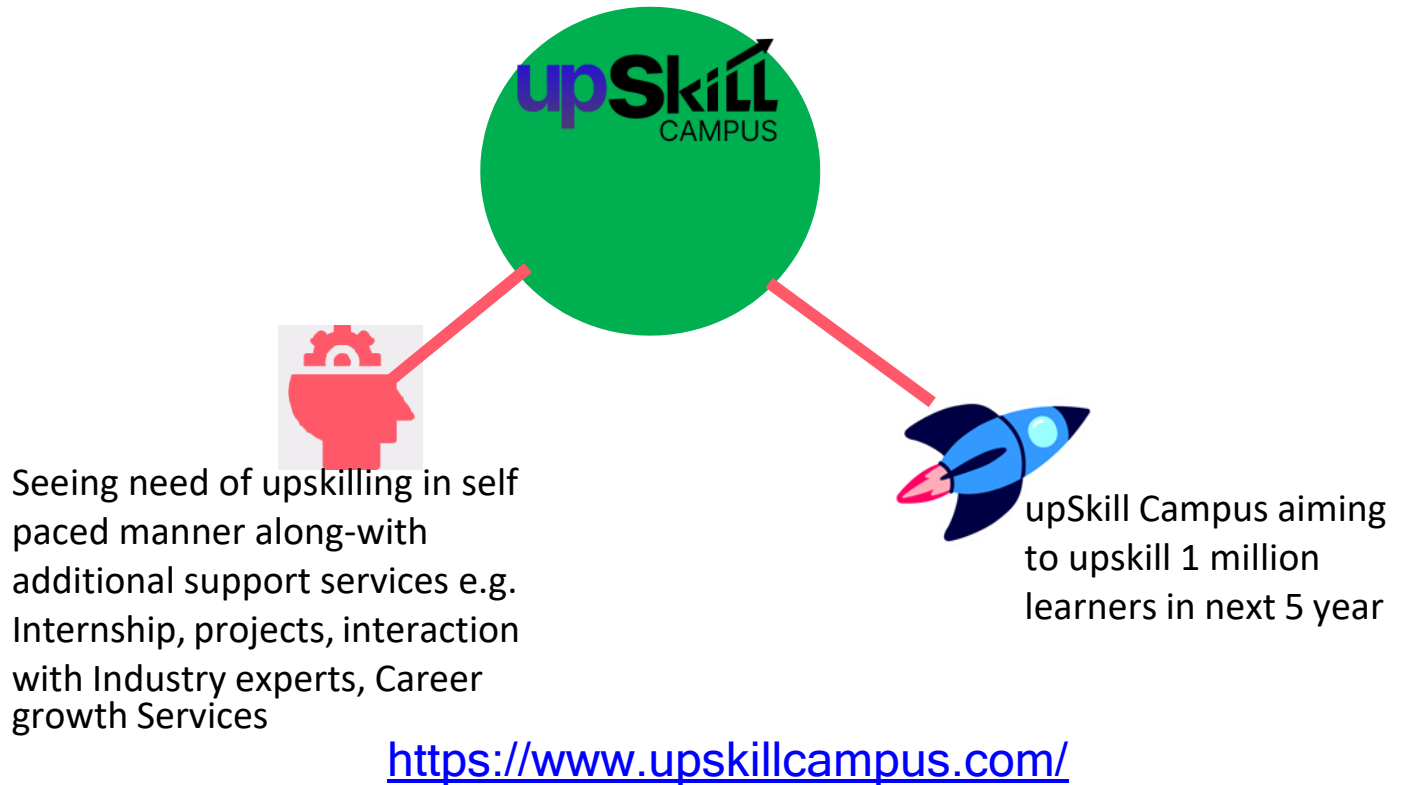 upSkill
CAMPUS
Seeing need of upskilling in self
paced manner along-with
additional support services e.g.
Internship, projects, interaction
with Industry experts, Career
growth Services
upSkill Campus aiming
to upskill 1 million
learners in next 5 year
https://www.upskillcampus.com/